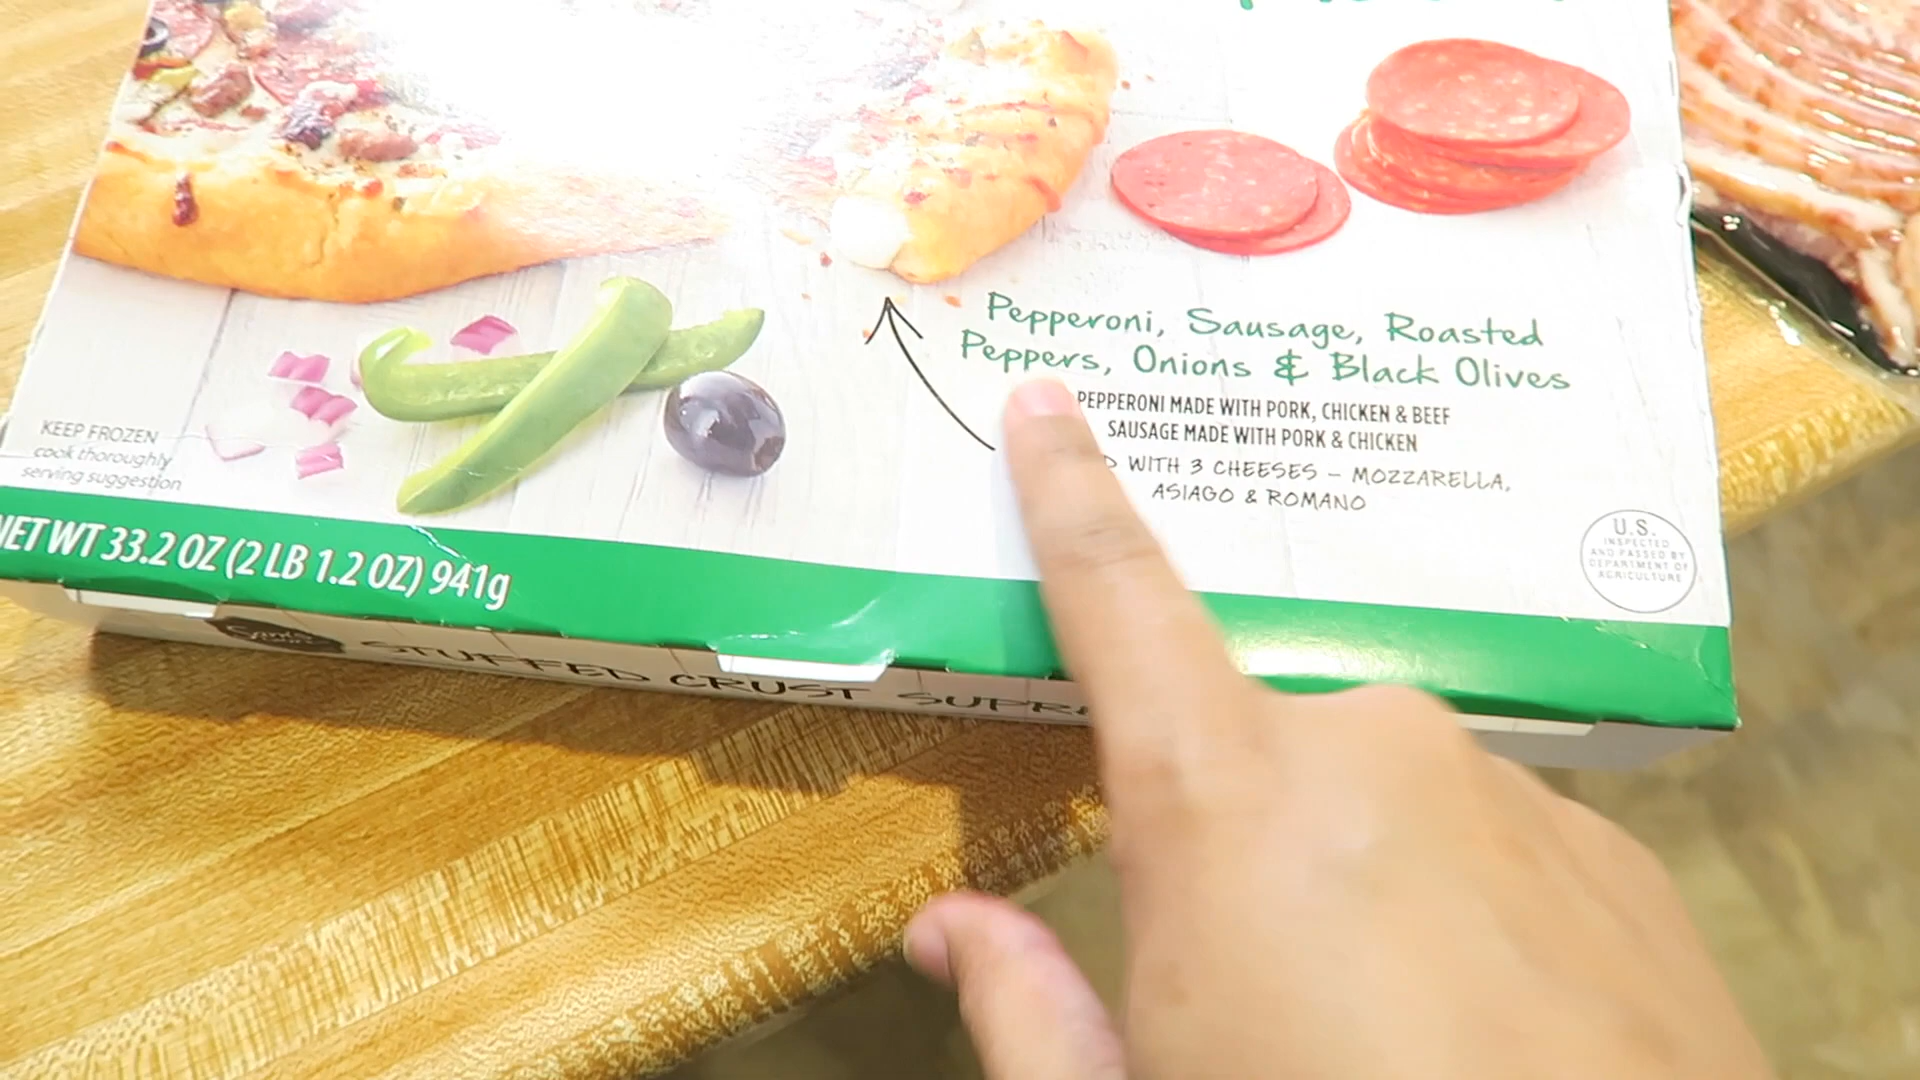 Pepperoni, Sausage, Roasted
Peppers, Onions & Black Olives
PEPPERONI MADE WITH PORK, CHICKEN & BEEF
SAUSAGE MADE WITH PORK & CHICKEN
WITH 3 CHEESES – MOZZARELLA,
ASIAGO & ROMANO
KEEP FROZEN
cook thoroughly
serving suggestion
NET WT 33.2 OZ (2 LB 1.2 OZ) 941g
U.S.
INSPECTED
AND PASSED BY
DEPARTMENT OF
AGRICULTURE
STUFFED CRUST